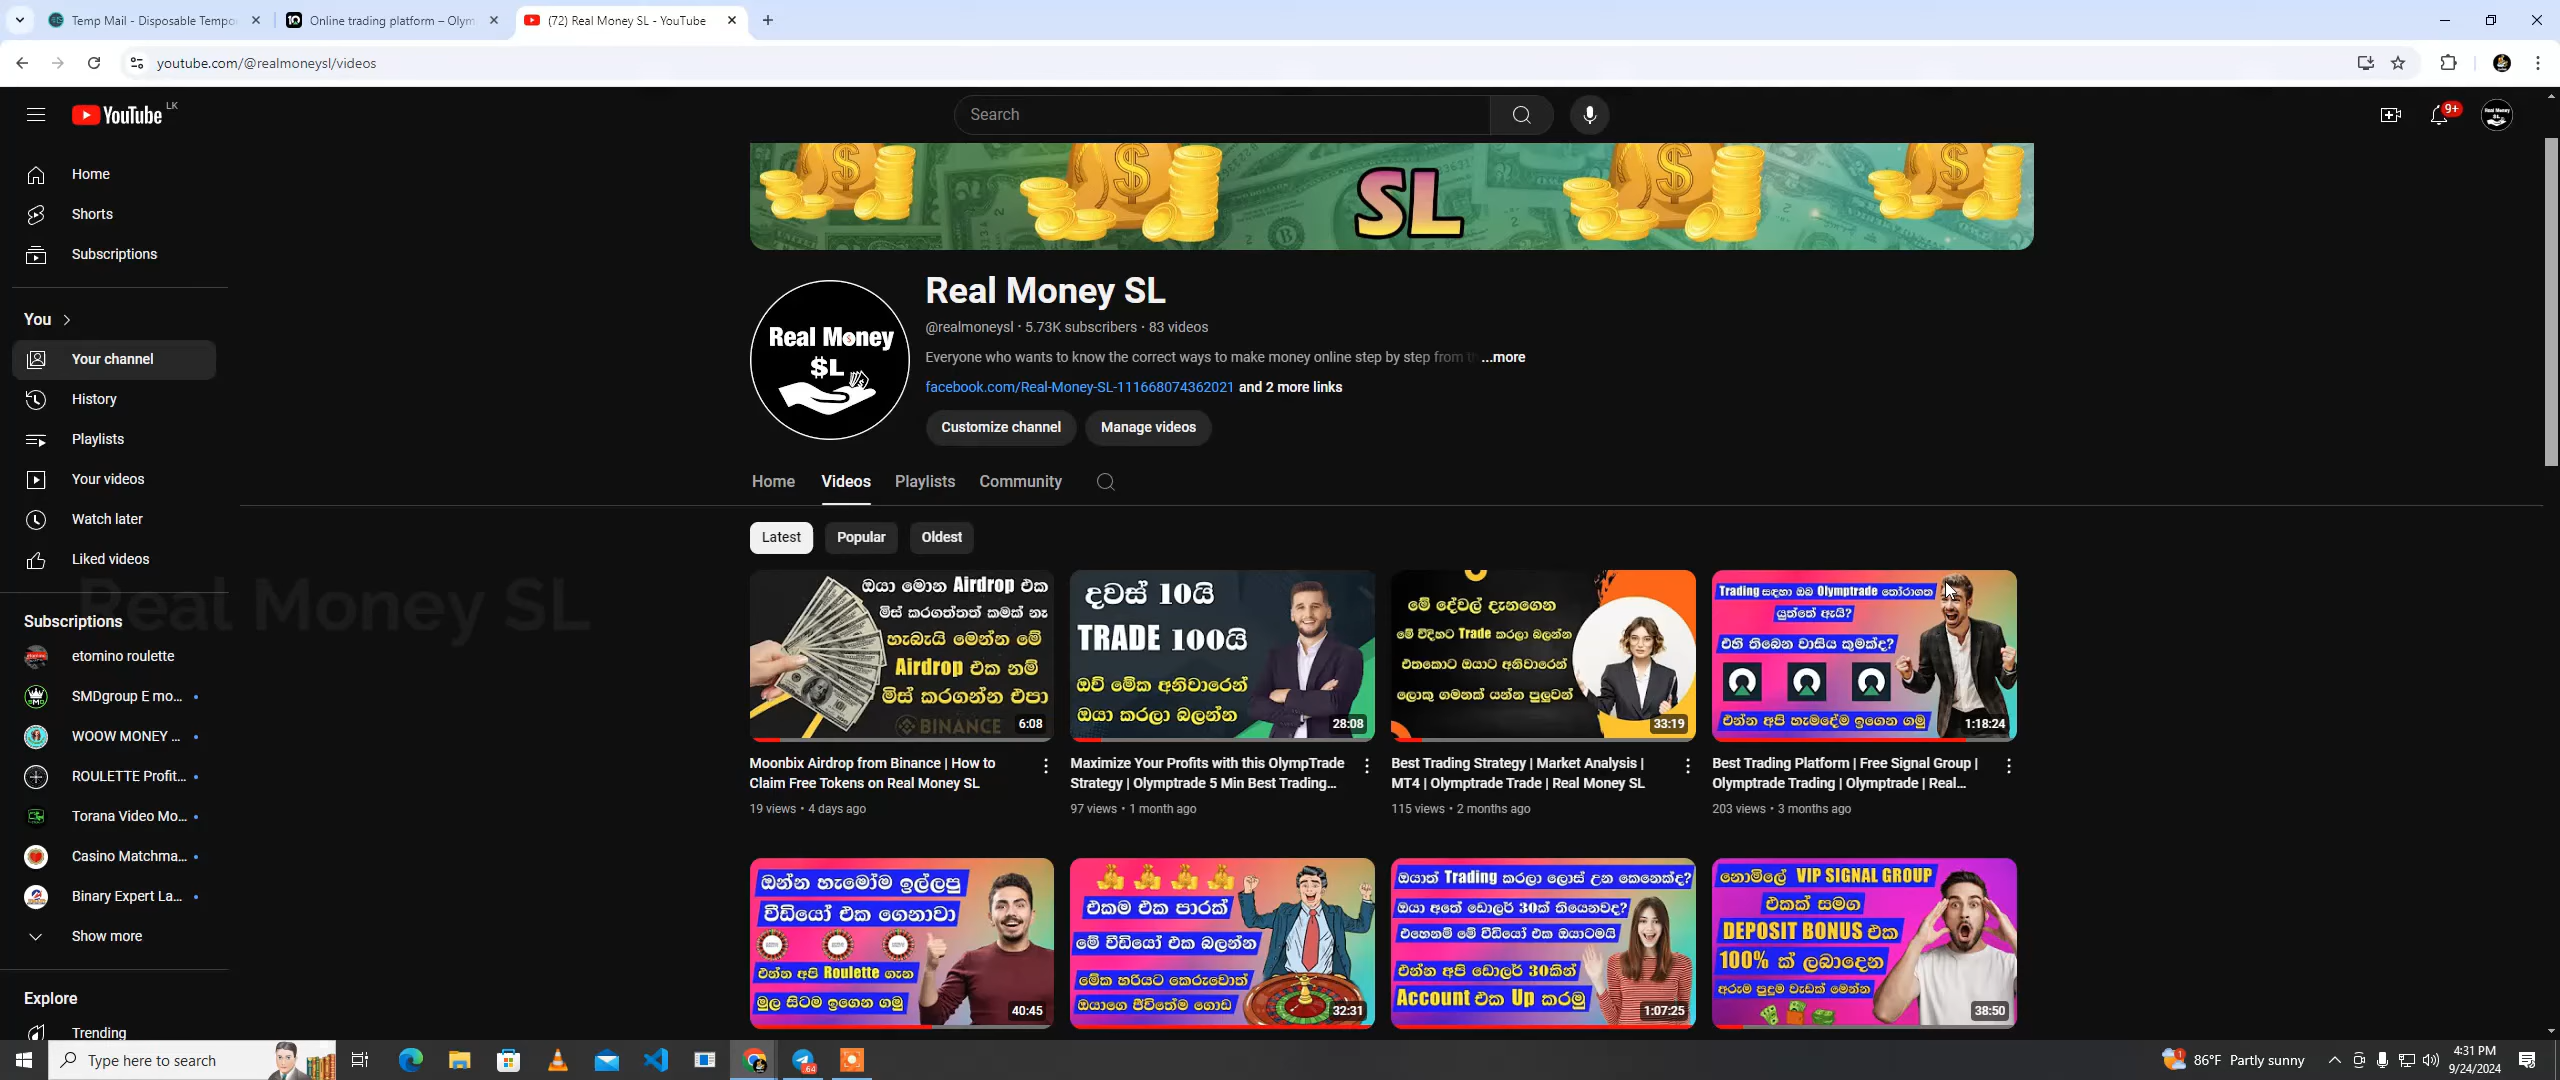 Temp Mail - Disposable Tempo
Online trading platform – Olym
(72) Real Money SL - YouTube
youtube.com/@realmoneysl/videos
YouTube LK
Search
9+
Home
Shorts
Subscriptions
You
Your channel
History
Playlists
Your videos
Watch later
Liked videos
Subscriptions
etomino roulette
SMDgroup E mo...
WOOW MONEY ...
ROULETTE Profit...
Torana Video Mo...
Casino Matchma...
Binary Expert La...
Show more
Explore
Trending
Real Money SL
SL
Real Money
$L
Real Money SL
@realmoneysl · 5.73K subscribers · 83 videos
Everyone who wants to know the correct ways to make money online step by step from ...more
facebook.com/Real-Money-SL-111668074362021 and 2 more links
Customize channel
Manage videos
Home
Videos
Playlists
Community
Latest
Popular
Oldest
ඔයා මොන Airdrop එක
මිස් කරගත්තත් කමක් නෑ
හැබැයි මෙන්න මේ
Airdrop එක නම්
මිස් කරගන්න එපා
BINANCE
6:08
Moonbix Airdrop from Binance | How to
Claim Free Tokens on Real Money SL
19 views · 4 days ago
දවස් 10යි
TRADE 100යි
ඔව් මේක අනිවාරෙන්
ඔයා කරලා බලන්න
28:08
Maximize Your Profits with this OlympTrade
Strategy | Olymptrade 5 Min Best Trading...
97 views · 1 month ago
මේ දේවල් දැනගෙන
මේ විදිහට Trade කරලා බලන්න
එතකොට ඔයාට අනිවාරෙන්
ලොකු ගමනක් යන්න පුලුවන්
33:19
Best Trading Strategy | Market Analysis |
MT4 | Olymptrade Trade | Real Money SL
115 views · 2 months ago
Trading සඳහා ඔබ Olymptrade තෝරාගත
යුත්තේ ඇයි?
එහි තිබෙන වාසිය කුමක්ද?
එන්න අපි හැමදේම ඉගෙන ගමු
1:18:24
Best Trading Platform | Free Signal Group |
Olymptrade Trading | Olymptrade | Real...
203 views · 3 months ago
ඔන්න හැමෝම ඉල්ලපු
වීඩියෝ එක ගෙනාවා
එන්න අපි Roulette ගැන
මුල සිටම ඉගෙන ගමු
40:45
එකම එක පාරක්
මේ වීඩියෝ එක බලන්න
මේක හරියට කෙරුවොත්
ඔයාගෙ ජීවිතේම ගොඩ
32:31
ඔයාත් Trading කරලා ලොස් උන කෙනෙක්ද?
ඔයා අතේ ඩොලර් 30ක් තියෙනවද?
එහෙනම් මේ වීඩියෝ එක ඔයාටමයි
එන්න අපි ඩොලර් 30කින්
Account එක Up කරමු
1:07:25
නොමිලේ VIP SIGNAL GROUP
එකක් සමග
DEPOSIT BONUS එක
100% ක් ලබාදෙන
අරුම පුදුම වැඩක් මෙන්න
38:50
Type here to search
64
1
86°F Partly sunny
4:31 PM
9/24/2024